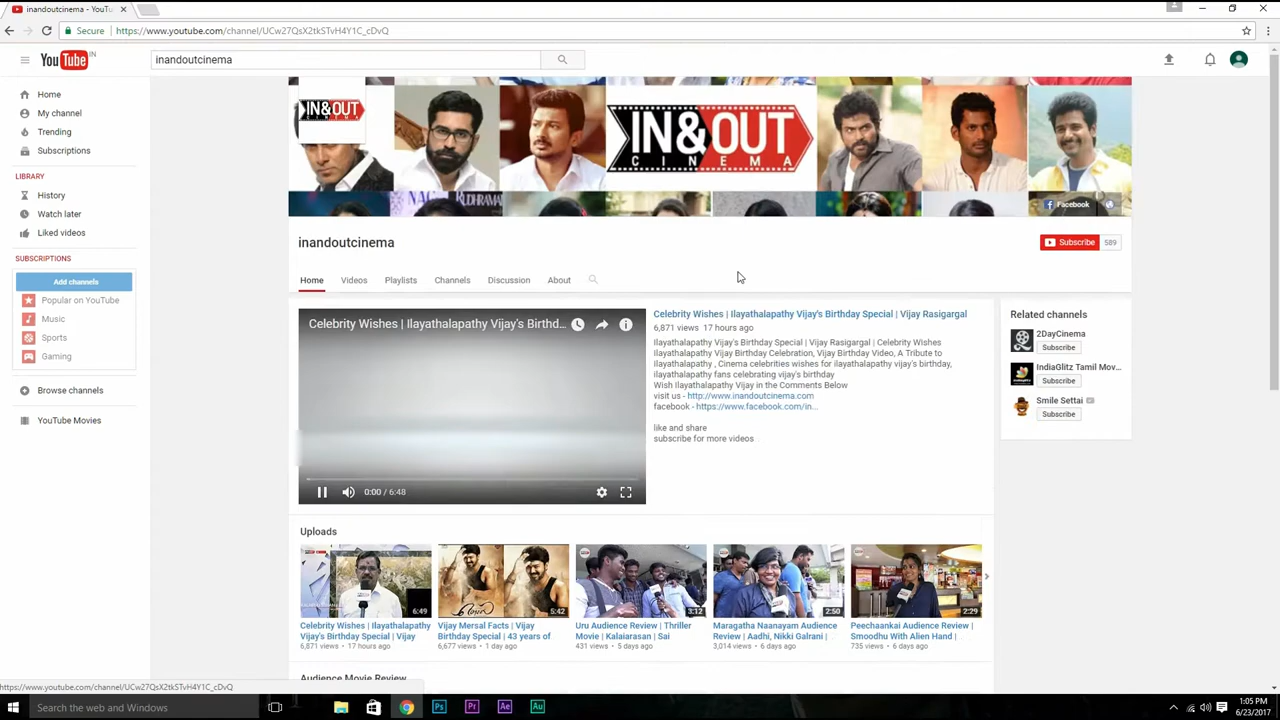 inandoutcinema - YouT
Secure
https://www.youtube.com/channel/UCw27QsX2tkSTvH4Y1C_cDvQ
YouTube IN
inandoutcinema
Home
My channel
Trending
Subscriptions
LIBRARY
History
Watch later
Liked videos
SUBSCRIPTIONS
Add channels
Popular on YouTube
Music
Sports
Gaming
Browse channels
YouTube Movies
IN&OUT
IN&OUT
CINEMA
RUDHRAMA
Facebook
inandoutcinema
Subscribe 589
Home Videos Playlists Channels Discussion About
Celebrity Wishes | Ilayathalapathy Vijay's Birthd...
0:00 / 6:48
Celebrity Wishes | Ilayathalapathy Vijay's Birthday Special | Vijay Rasigargal
6,871 views 17 hours ago
Ilayathalapathy Vijay's Birthday Special | Vijay Rasigargal | Celebrity Wishes
Ilayathalapathy Vijay Birthday Celebration, Vijay Birthday Video, A Tribute to
ilayathalapathy , Cinema celebrities wishes for ilayathalapathy vijay's birthday,
ilayathalapathy fans celebrating vijay's birthday
Wish Ilayathalapathy Vijay in the Comments Below
visit us - http://www.inandoutcinema.com
facebook - https://www.facebook.com/in...
like and share
subscribe for more videos
Related channels
2DayCinema
Subscribe
IndiaGlitz Tamil Mov...
Subscribe
Smile Settai
Subscribe
Uploads
6:49
Celebrity Wishes | Ilayathalapathy
Vijay's Birthday Special | Vijay
6,871 views • 17 hours ago
5:42
Vijay Mersal Facts | Vijay
Birthday Special | 43 years of
6,677 views • 1 day ago
3:12
Uru Audience Review | Thriller
Movie | Kalaiarasan | Sai
431 views • 5 days ago
2:50
Maragatha Naanayam Audience
Review | Aadhi, Nikki Galrani |
3,014 views • 6 days ago
2:29
Peechaankai Audience Review |
Smoodhu With Alien Hand |
735 views • 6 days ago
Audience Movie Review
https://www.youtube.com/channel/UCw27QsX2tkSTvH4Y1C_cDvQ
Search the web and Windows
Ps Pr Ae Au
1:05 PM
6/23/2017